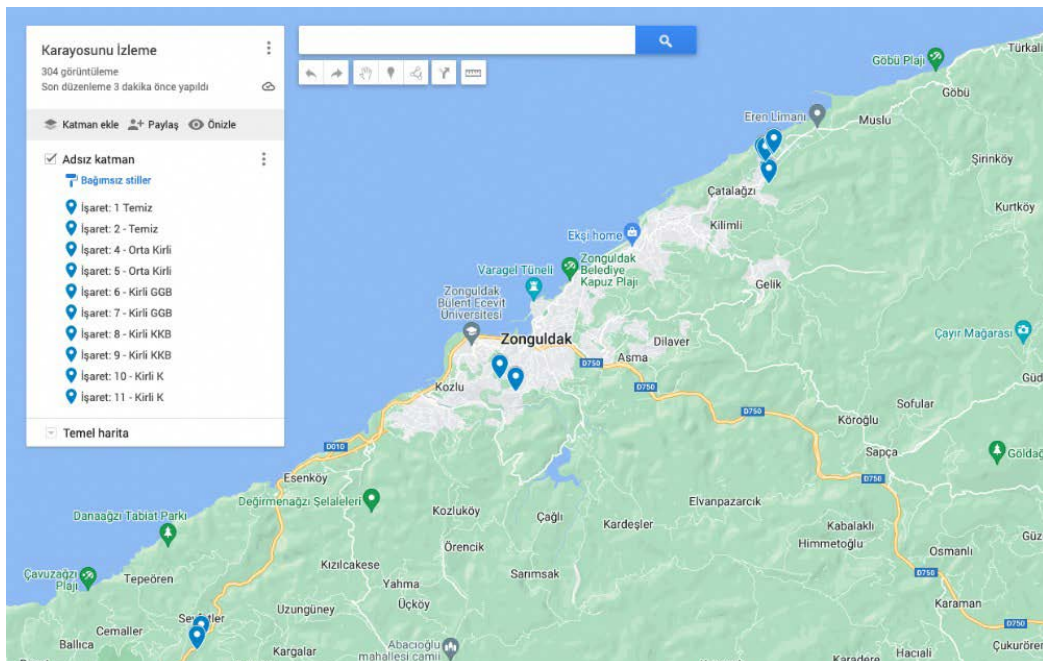 Karayosunu İzleme
304 görüntüleme
Son düzenleme 3 dakika önce yapıldı
Katman ekle
Paylaş
Önizle
Adsız katman
Bağımsız stiller
İşaret: 1 Temiz
İşaret: 2 - Temiz
İşaret: 4 - Orta Kirli
İşaret: 5 - Orta Kirli
İşaret: 6 - Kirli GGB
İşaret: 7 - Kirli GGB
İşaret: 8 - Kirli KKB
İşaret: 9 - Kirli KKB
İşaret: 10 - Kirli K
İşaret: 11 - Kirli K
Temel harita
Türkali
Göbü Plajı
Göbü
Eren Limanı
Muslu
Şirinköy
Çatalağzı
Kurtköy
Kilimli
Ekşi home
Zonguldak
Belediye
Kapuz Plajı
Varagel Tüneli
Gelik
Zonguldak
Bülent Ecevit
Üniversitesi
Zonguldak
Dilaver
Çayır Mağarası
Asma
D750
Kozlu
D750
D750
Sofular
Köroğlu
D010
Sapça
D750
Esenköy
Değirmenağzı Şelaleleri
Elvanpazarcık
Danaağzı Tabiat Parkı
Kozluköy
Çağlı
Kardeşler
Kabalaklı
Himmetoğlu
Örencik
Osmanlı
Kızılcakese
Çavuzağzı
Plajı
Tepeören
Sarımsak
D750
Yahma
Üçköy
Uzungüney
Karaman
Cemaller
Ballıca
Kargalar
Abacıoğlu
mahallesi camii
Karadere
Hacıali
Çukurören